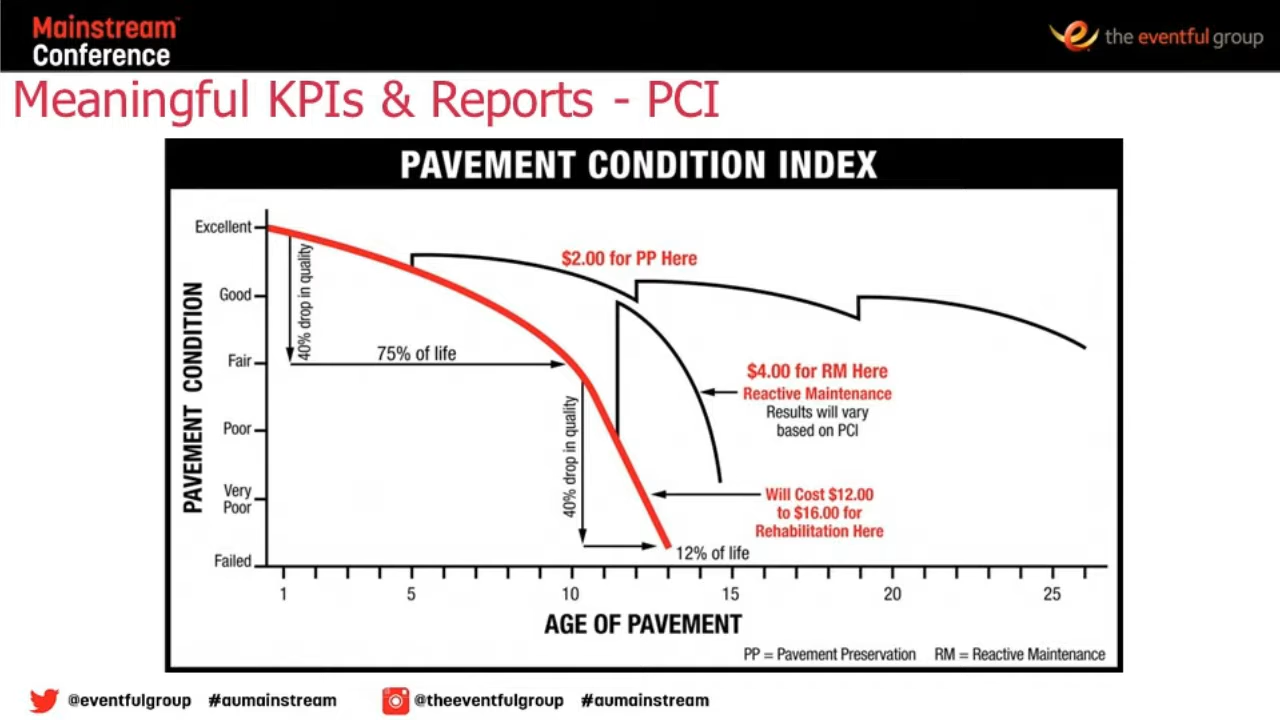 Mainstream™
Conference
the eventful group
Meaningful KPIs & Reports - PCI
PAVEMENT CONDITION INDEX
PAVEMENT CONDITION
Excellent
Good
Fair
Poor
Very
Poor
Failed
40% drop in quality
75% of life
$2.00 for PP Here
$4.00 for RM Here
Reactive Maintenance
Results will vary
based on PCI
40% drop in quality
Will Cost $12.00
to $16.00 for
Rehabilitation Here
12% of life
1 5 10 15 20 25
AGE OF PAVEMENT
PP = Pavement Preservation RM = Reactive Maintenance
@eventfulgroup #aumainstream @theeventfulgroup #aumainstream